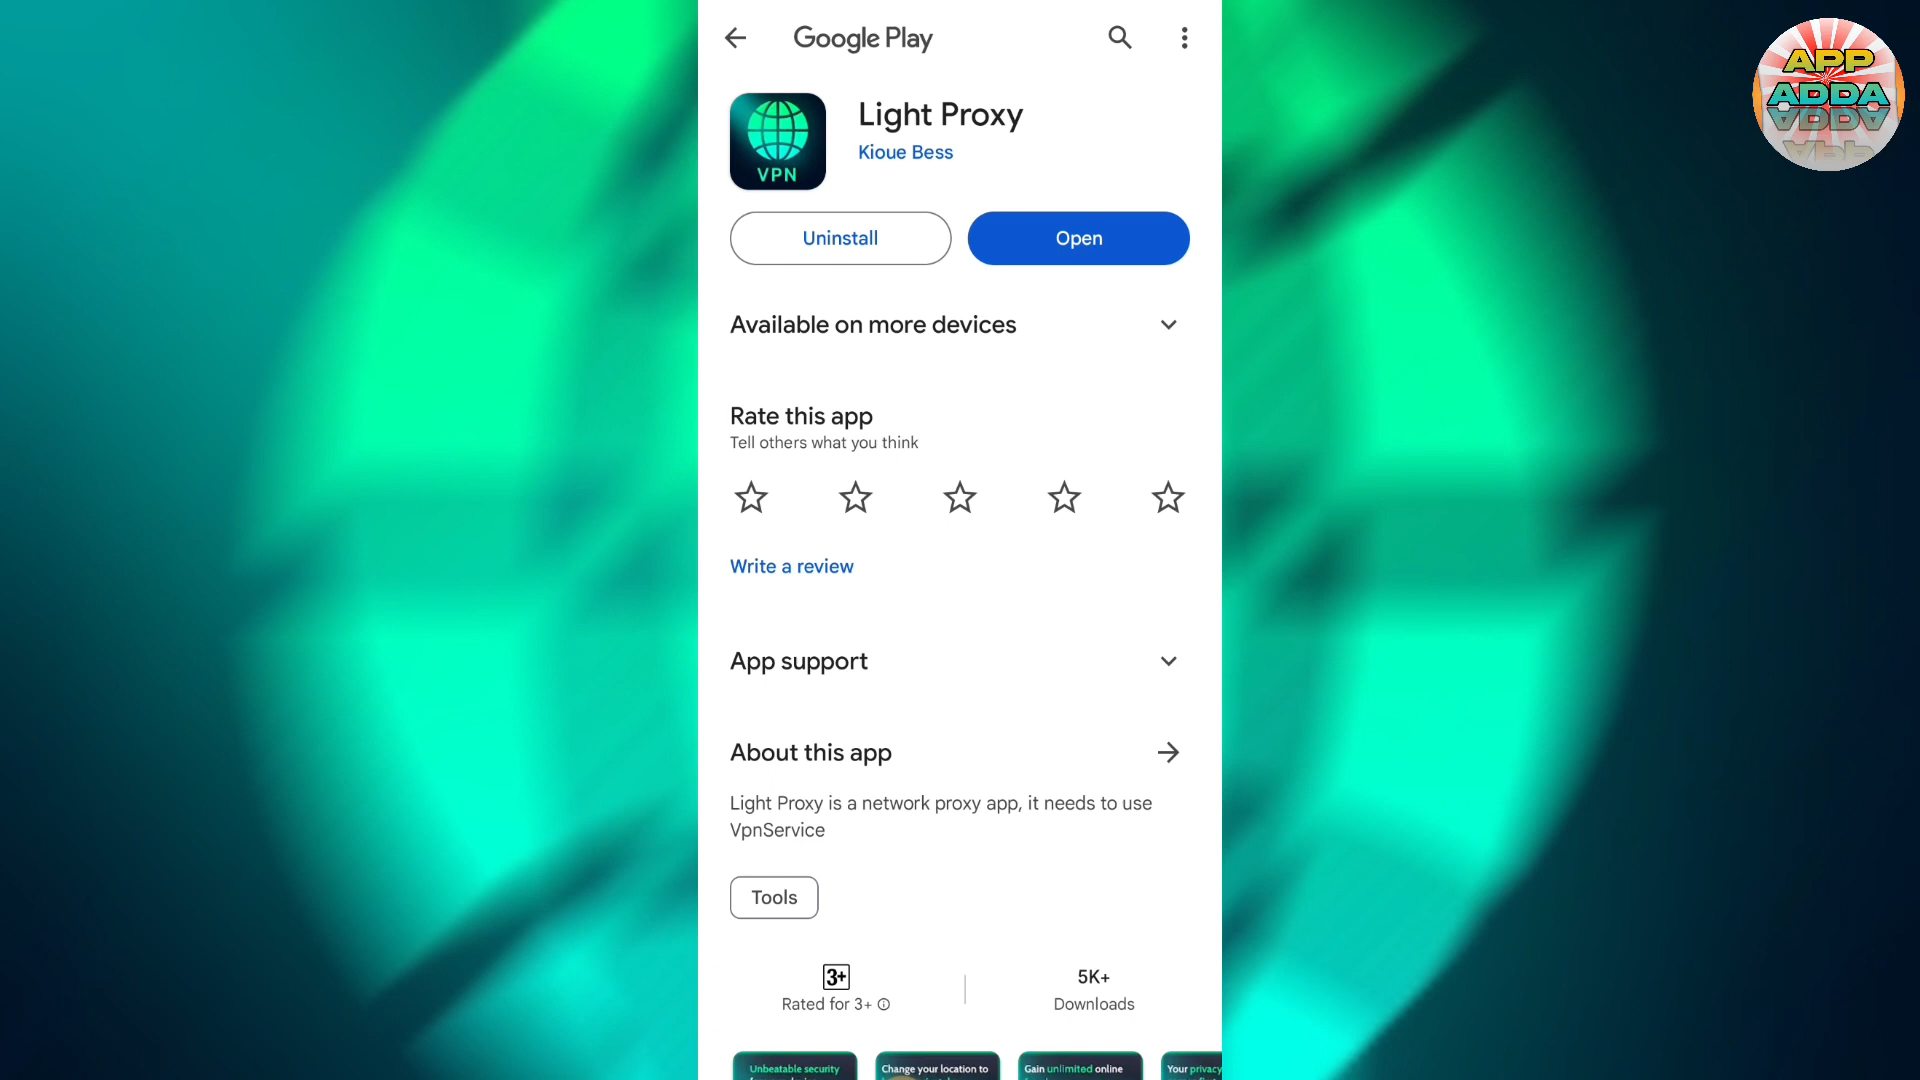 Google Play
APP
ADDA
Light Proxy
Kioue Bess
VPN
Uninstall
Open
Available on more devices
Rate this app
Tell others what you think
Write a review
App support
About this app
Light Proxy is a network proxy app, it needs to use
VpnService
Tools
3+
5K+
Rated for 3+
Downloads
Unbeatable security
Change your location to
Gain unlimited online
Your privacy